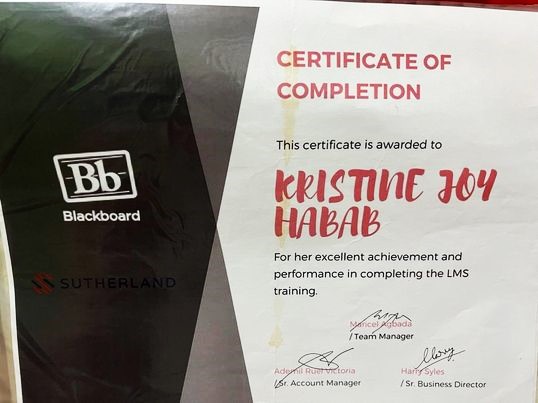 CERTIFICATE OF
COMPLETION
This certificate is awarded to
KRISTINE JOY
HABAB
For her excellent achievement and
performance in completing the LMS
training.
Bb
Blackboard
SUTHERLAND
Mancel Agbada
/ Team Manager
Ademil Ruel Victoria
/Sr. Account Manager
Harry Syles
/ Sr. Business Director